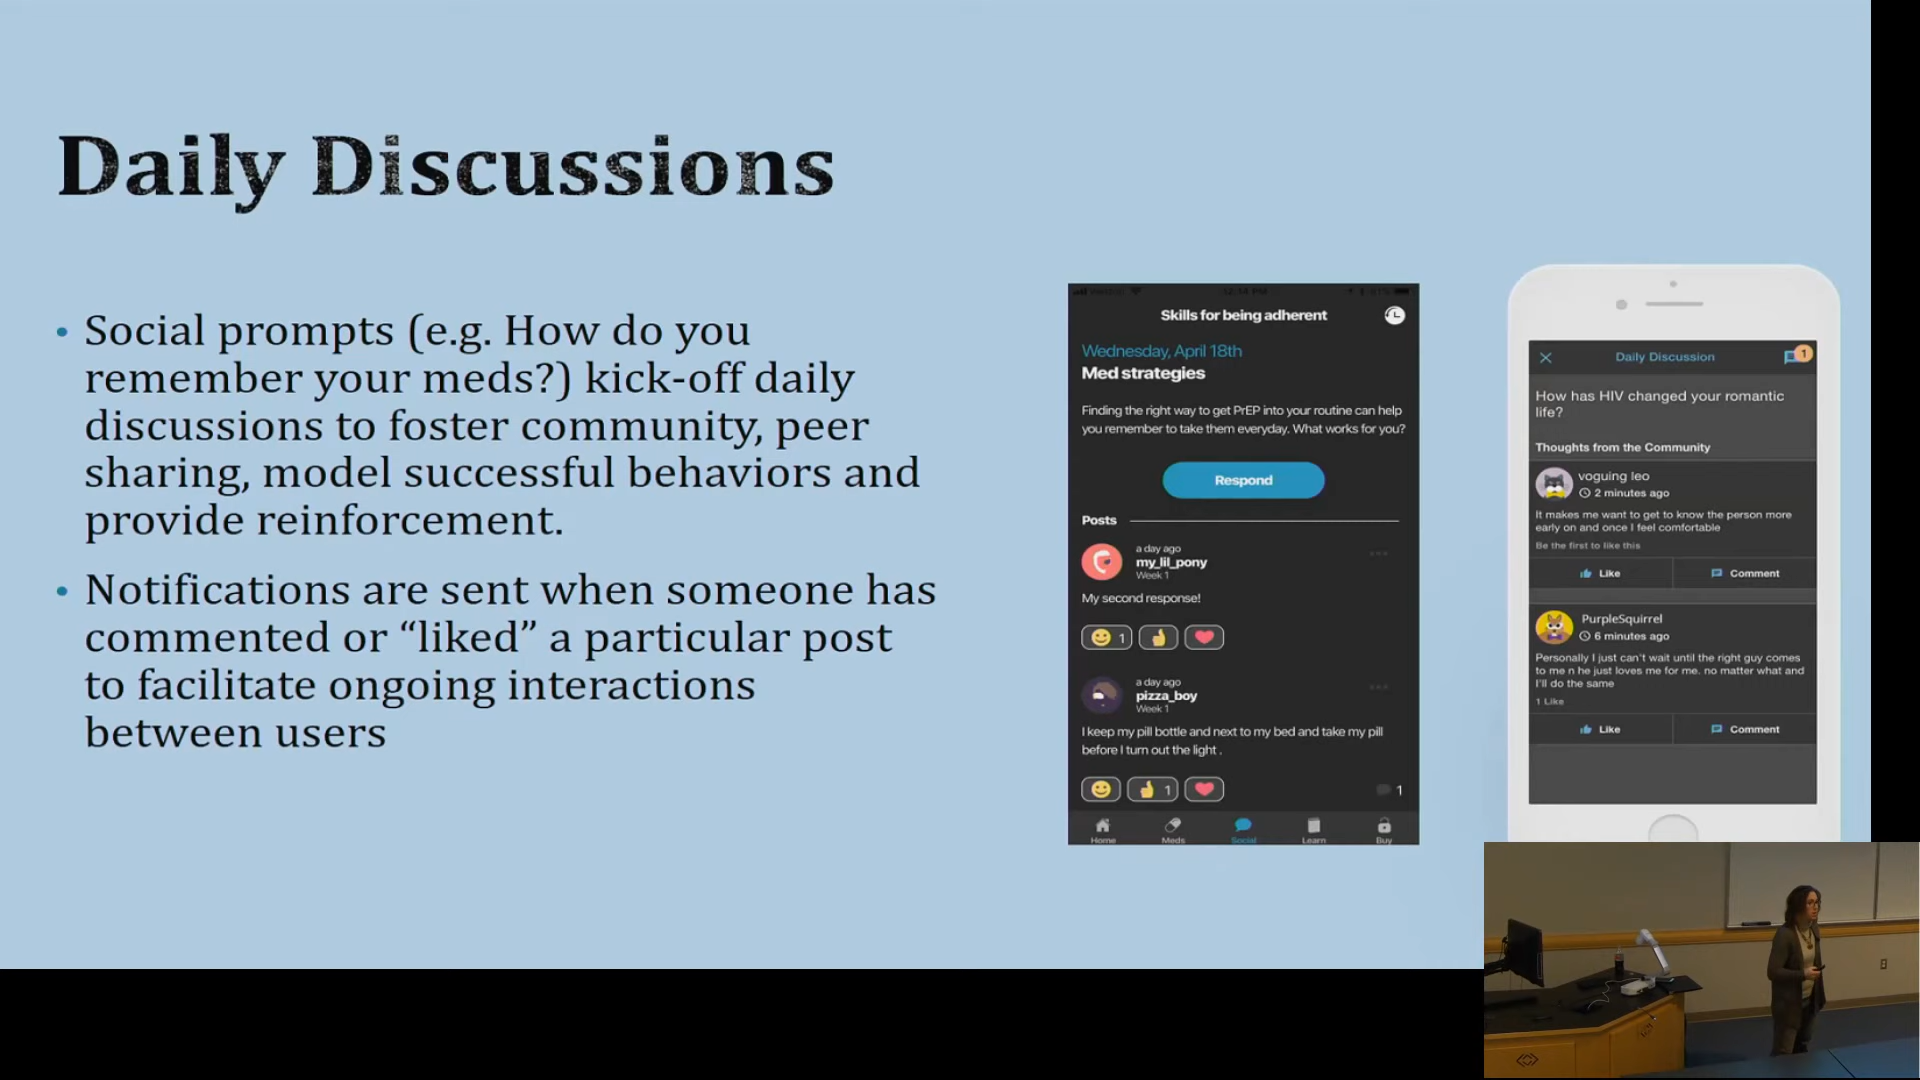 Daily Discussions
• Social prompts (e.g. How do you
remember your meds?) kick-off daily
discussions to foster community, peer
sharing, model successful behaviors and
provide reinforcement.
• Notifications are sent when someone has
commented or “liked” a particular post
to facilitate ongoing interactions
between users
12:14 PM
Skills for being adherent
Wednesday, April 18th
Med strategies
Finding the right way to get PrEP into your routine can help
you remember to take them everyday. What works for you?
Respond
Posts
a day ago
my_lil_pony
Week 1
My second response!
1
a day ago
pizza_boy
Week 1
I keep my pill bottle and next to my bed and take my pill
before I turn out the light .
1
1
Home Meds Social Learn Buy
Daily Discussion 1
How has HIV changed your romantic
life?
Thoughts from the Community
voguing leo
2 minutes ago
It makes me want to get to know the person more
early on and once I feel comfortable
Be the first to like this
Like Comment
PurpleSquirrel
6 minutes ago
Personally I just can't wait until the right guy comes
to me n he just loves me for me. no matter what and
I'll do the same
1 Like
Like Comment